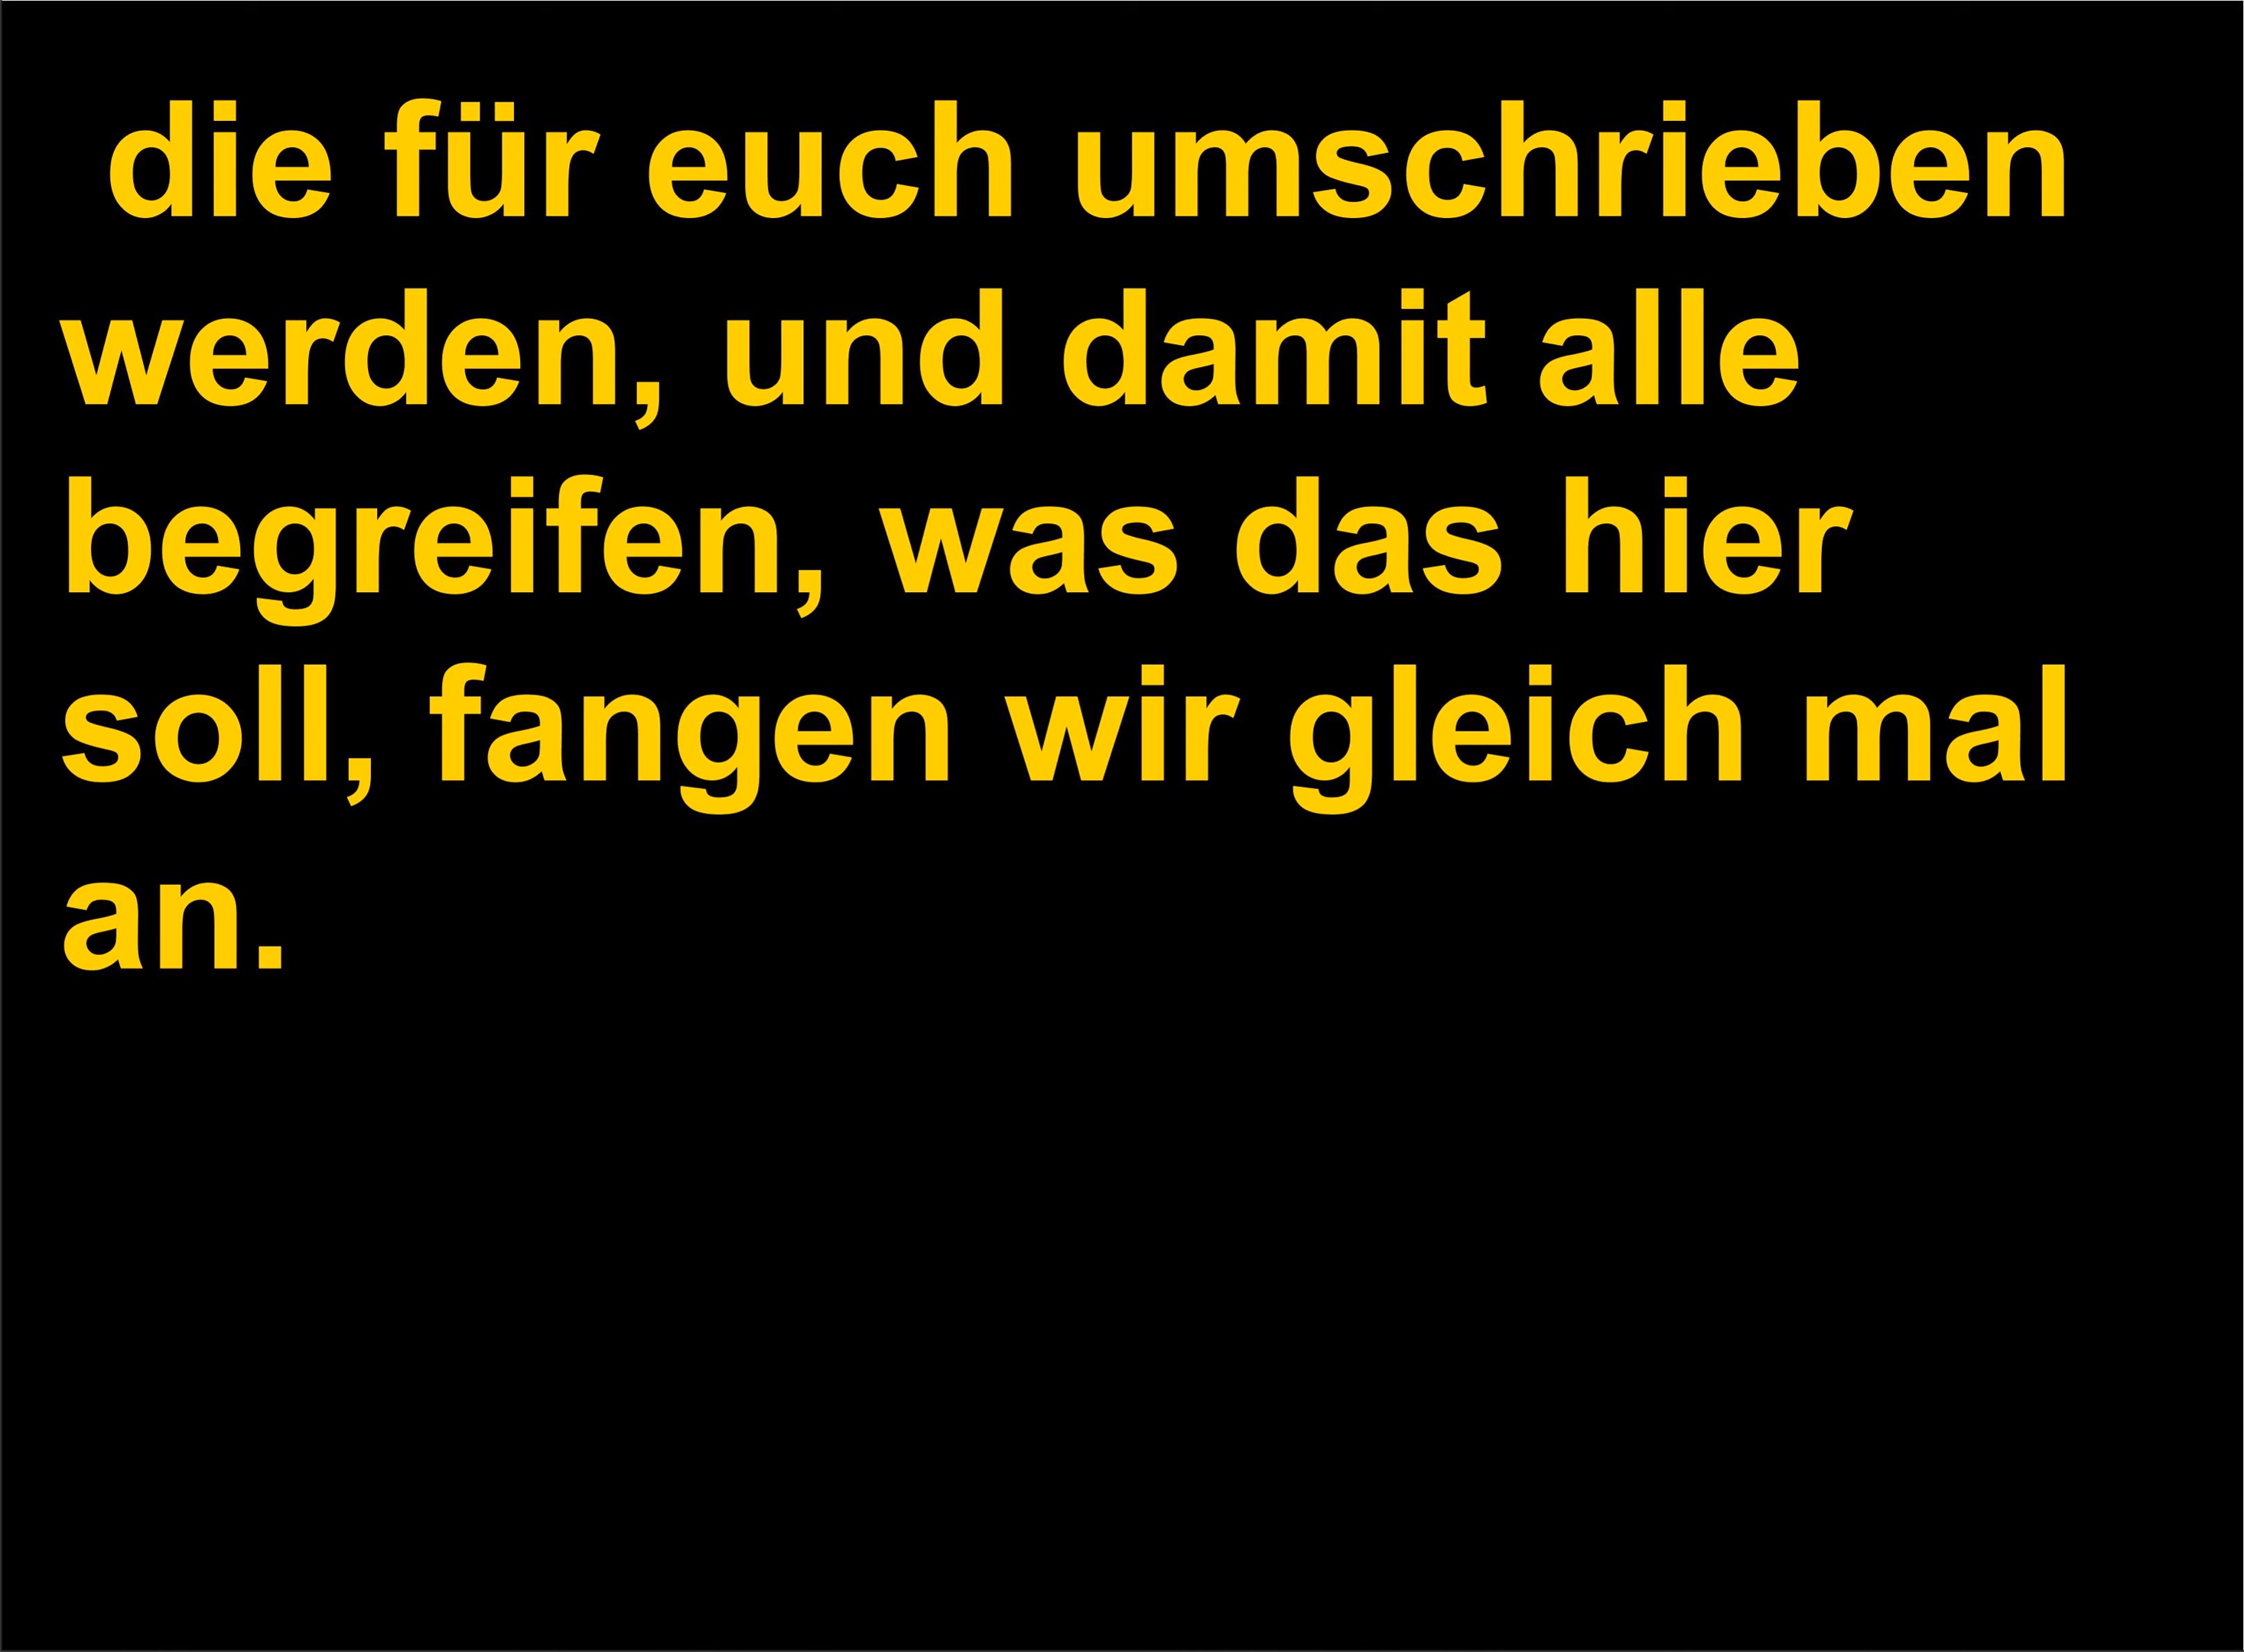 die für euch umschrieben
werden, und damit alle
begreifen, was das hier
soll, fangen wir gleich mal
an.